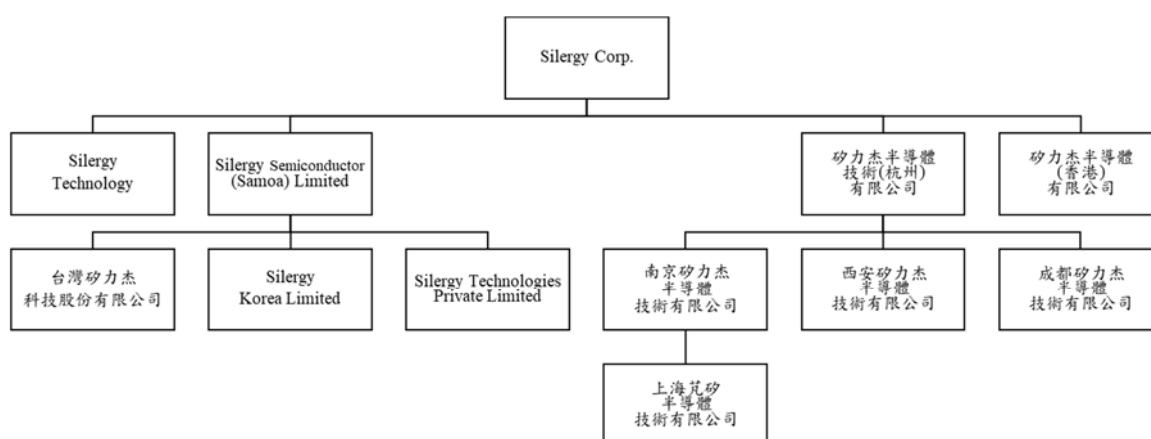 Silergy Corp.
Silergy
Technology
Silergy Semiconductor
(Samoa) Limited
矽力杰半導體
技術(杭州)
有限公司
矽力杰半導體
(香港)
有限公司
台灣矽力杰
科技股份有限公司
Silergy
Korea Limited
Silergy Technologies
Private Limited
南京矽力杰
半導體
技術有限公司
西安矽力杰
半導體
技術有限公司
成都矽力杰
半導體
技術有限公司
上海芃矽
半導體
技術有限公司